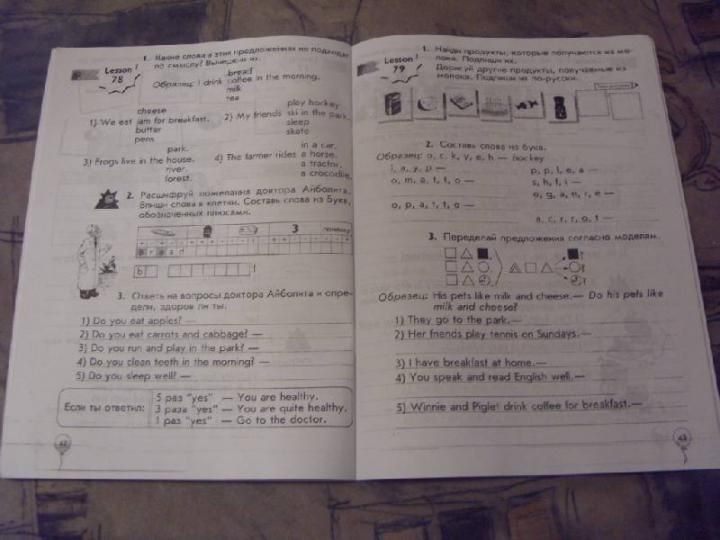 Lesson 78
1. Какие слова в этих предложениях не подходят
по смыслу? Вычеркни их.
bread
Образец: I drink coffee in the morning.
milk
tea
cheese
1) We eat jam for breakfast.
butter
pens
play hockey
2) My friends ski in the park.
sleep
skate
park.
3) Frogs live in the house.
river.
forest.
in a car.
4) The farmer rides a horse.
a tractor.
a crocodile.
2. Расшифруй пожелания доктора Айболита.
Впиши слова в клетки. Составь слова из букв,
обозначенных плюсами.
3
b r e a d
b
!
3. Ответь на вопросы доктора Айболита и опре-
дели, здоров ли ты.
1) Do you eat apples? —
2) Do you eat carrots and cabbage? —
3) Do you run and play in the park? —
4) Do you clean teeth in the morning? —
5) Do you sleep well? —
Если ты ответил:
5 раз "yes" — You are healthy.
3 раза "yes" — You are quite healthy.
1 раз "yes" — Go to the doctor.
62
Lesson 79
1. Найди продукты, которые получаются из мо-
лока. Подпиши их.
Дорисуй другие продукты, получаемые из
молока. Подпиши их по-русски.
2. Составь слова из букв.
Образец: o, c, k, y, e, h — hockey
l, a, y, p —
o, m, a, t, t, o —
o, p, a, t, t, o —
p, p, l, e, a —
s, h, f, i —
a, c, r, r, o, t —
3. Переделай предложения согласно моделям.
Образец: His pets like milk and cheese. — Do his pets like
milk and cheese?
1) They go to the park. —
2) Her friends play tennis on Sundays. —
3) I have breakfast at home. —
4) You speak and read English well. —
5) Winnie and Piglet drink coffee for breakfast. —
63